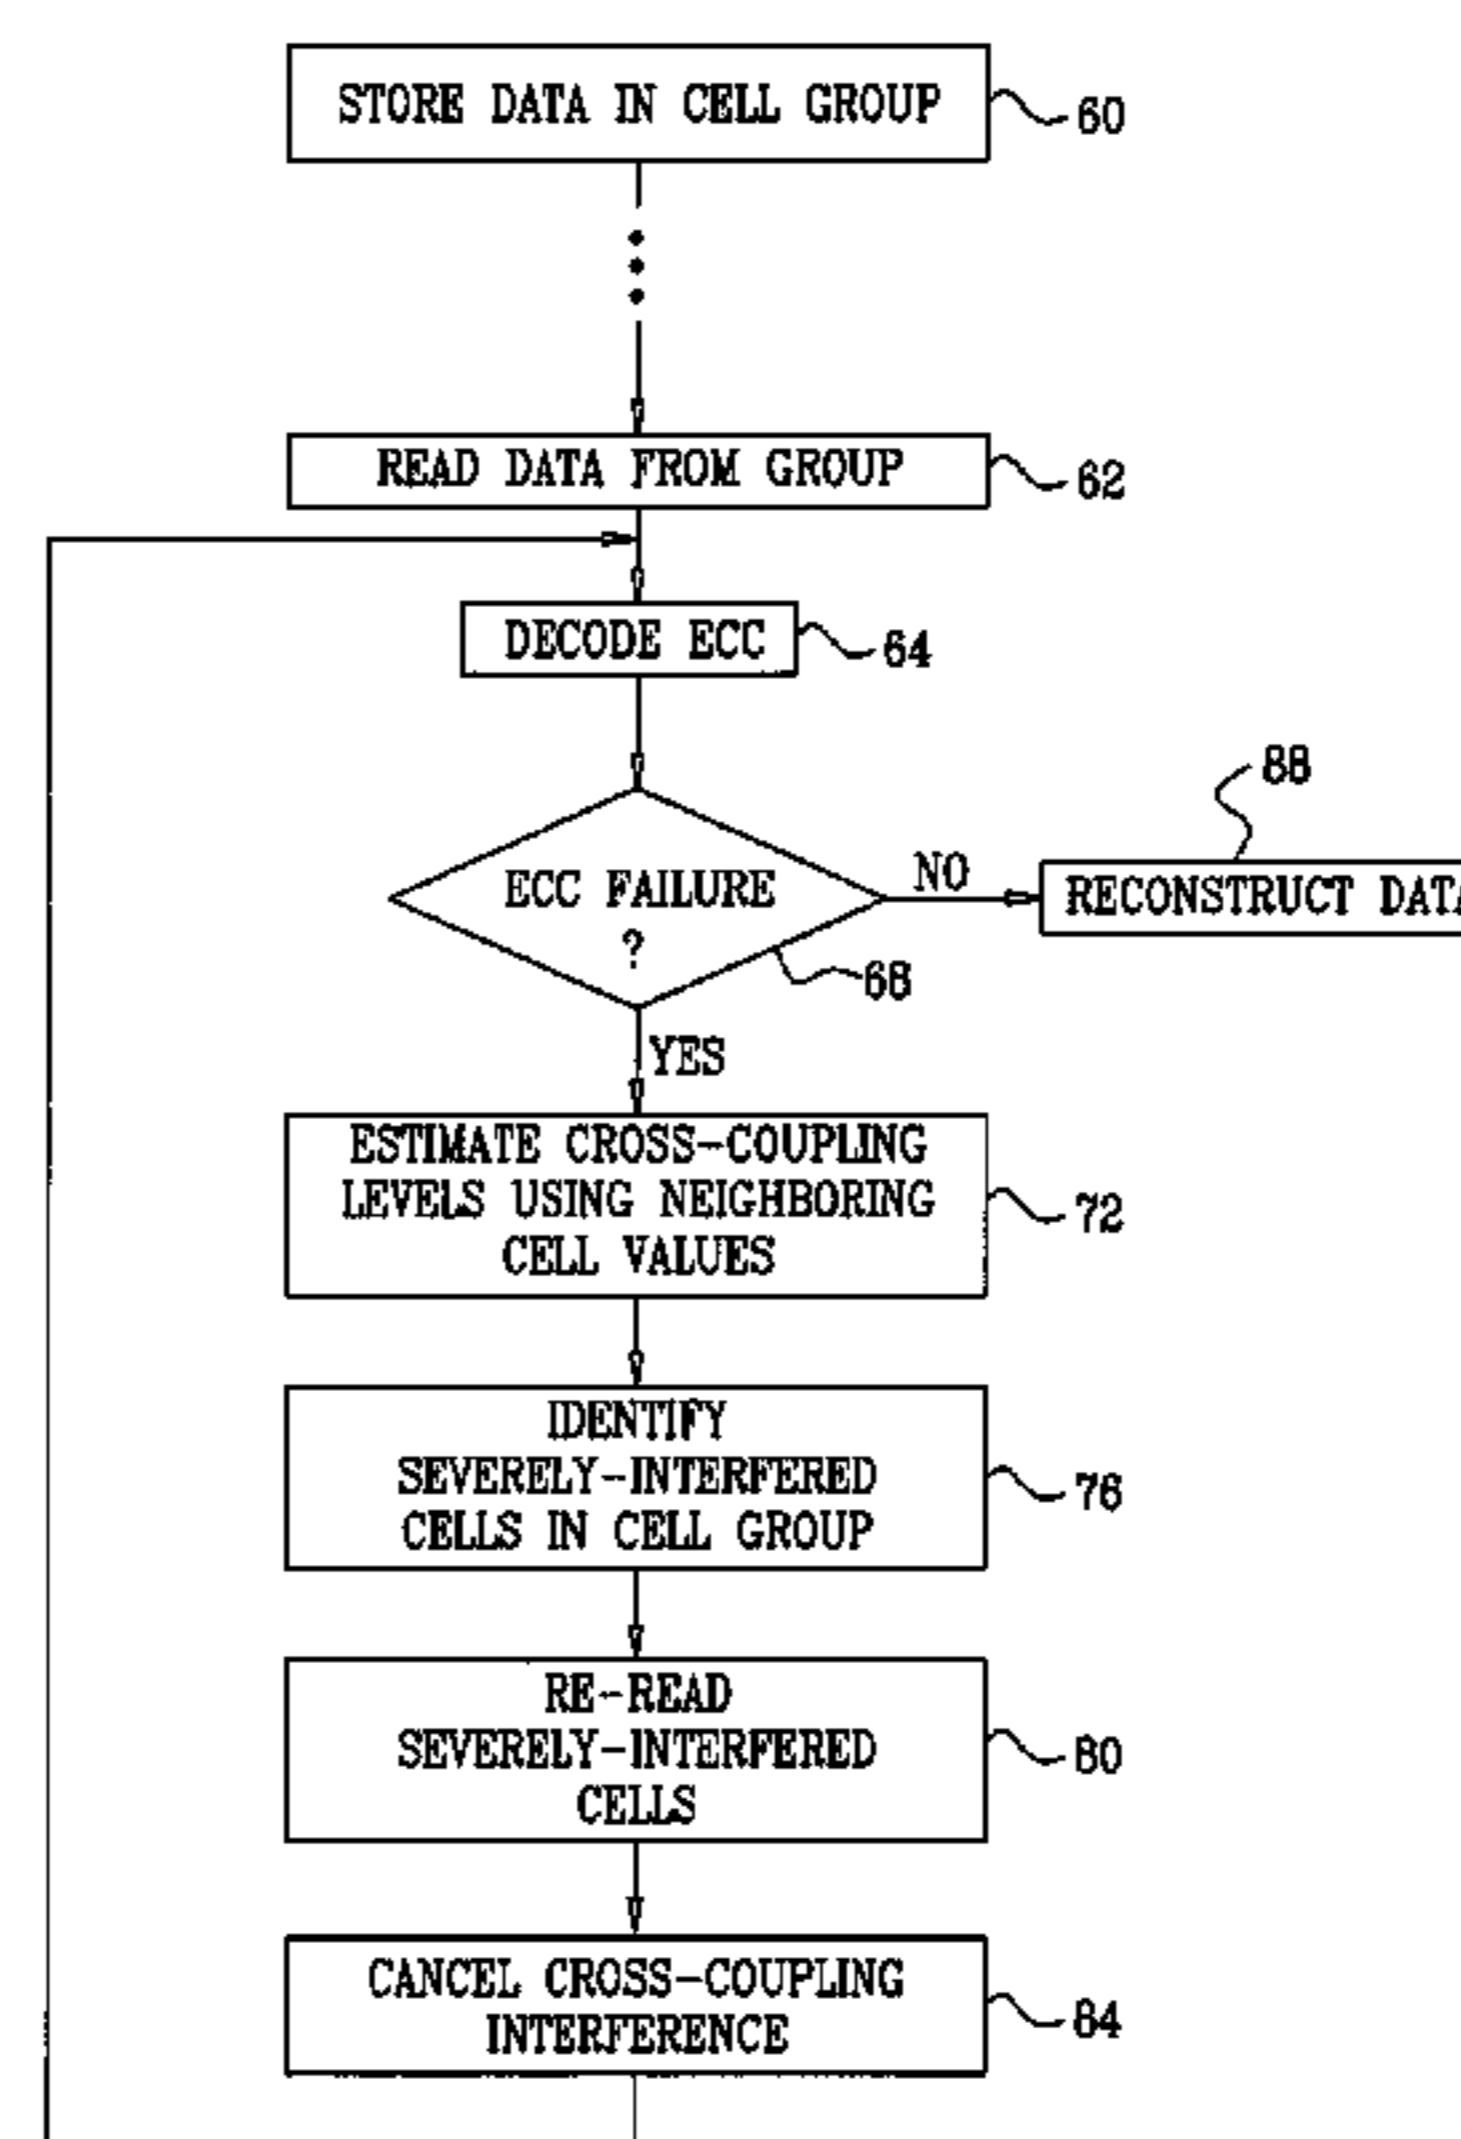 STORE DATA IN CELL GROUP
60
READ DATA FROM GROUP
62
DECODE ECC
64
88
ECC FAILURE
?
NO
RECONSTRUCT DATA
68
YES
ESTIMATE CROSS-COUPLING
LEVELS USING NEIGHBORING
CELL VALUES
72
IDENTIFY
SEVERELY-INTERFERED
CELLS IN CELL GROUP
76
RE-READ
SEVERELY-INTERFERED
CELLS
80
CANCEL CROSS-COUPLING
INTERFERENCE
84